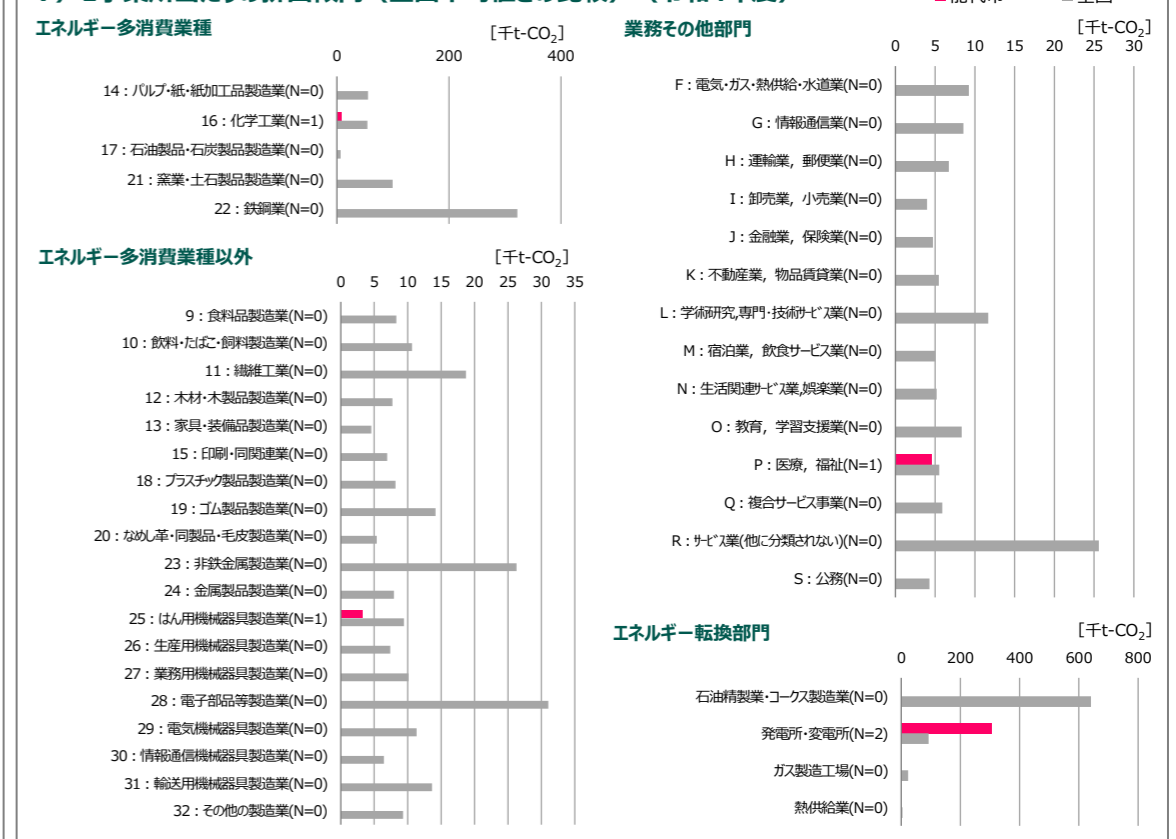 エネルギー多消費業種
[千t-CO₂]
0 200 400
14：パルプ・紙・紙加工品製造業(N=0)
16：化学工業(N=1)
17：石油製品・石炭製品製造業(N=0)
21：窯業・土石製品製造業(N=0)
22：鉄鋼業(N=0)
エネルギー多消費業種以外
[千t-CO₂]
0 5 10 15 20 25 30 35
9：食料品製造業(N=0)
10：飲料・たばこ・飼料製造業(N=0)
11：繊維工業(N=0)
12：木材・木製品製造業(N=0)
13：家具・装備品製造業(N=0)
15：印刷・同関連業(N=0)
18：プラスチック製品製造業(N=0)
19：ゴム製品製造業(N=0)
20：なめし革・同製品・毛皮製造業(N=0)
23：非鉄金属製造業(N=0)
24：金属製品製造業(N=0)
25：はん用機械器具製造業(N=1)
26：生産用機械器具製造業(N=0)
27：業務用機械器具製造業(N=0)
28：電子部品等製造業(N=0)
29：電気機械器具製造業(N=0)
30：情報通信機械器具製造業(N=0)
31：輸送用機械器具製造業(N=0)
32：その他の製造業(N=0)
業務その他部門
[千t-CO₂]
0 5 10 15 20 25 30
F：電気・ガス・熱供給・水道業(N=0)
G：情報通信業(N=0)
H：運輸業，郵便業(N=0)
I：卸売業，小売業(N=0)
J：金融業，保険業(N=0)
K：不動産業，物品賃貸業(N=0)
L：学術研究,専門・技術ｻｰﾋﾞｽ業(N=0)
M：宿泊業，飲食サービス業(N=0)
N：生活関連ｻｰﾋﾞｽ業,娯楽業(N=0)
O：教育，学習支援業(N=0)
P：医療，福祉(N=1)
Q：複合サービス事業(N=0)
R：ｻｰﾋﾞｽ業(他に分類されない)(N=0)
S：公務(N=0)
エネルギー転換部門
[千t-CO₂]
0 200 400 600 800
石油精製業・コークス製造業(N=0)
発電所・変電所(N=2)
ガス製造工場(N=0)
熱供給業(N=0)